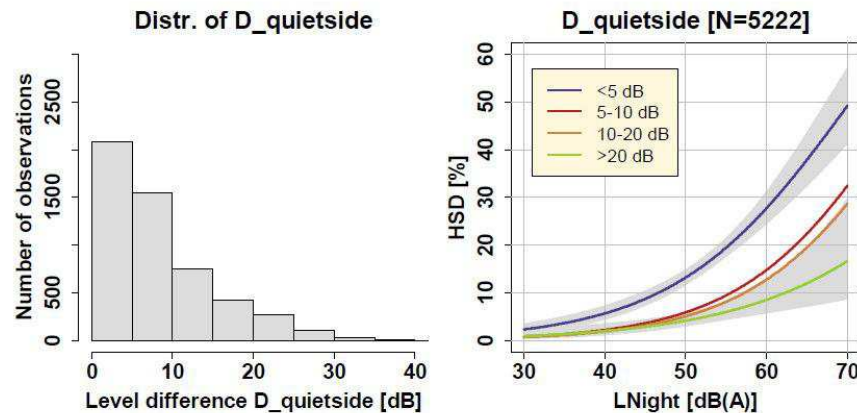 Distr. of D_quietside
Number of observations
0 500 1500 2500
0 10 20 30 40
Level difference D_quietside [dB]
D_quietside [N=5222]
HSD [%]
60
50
40
30
20
10
0
<5 dB
5-10 dB
10-20 dB
>20 dB
30 40 50 60 70
LNight [dB(A)]